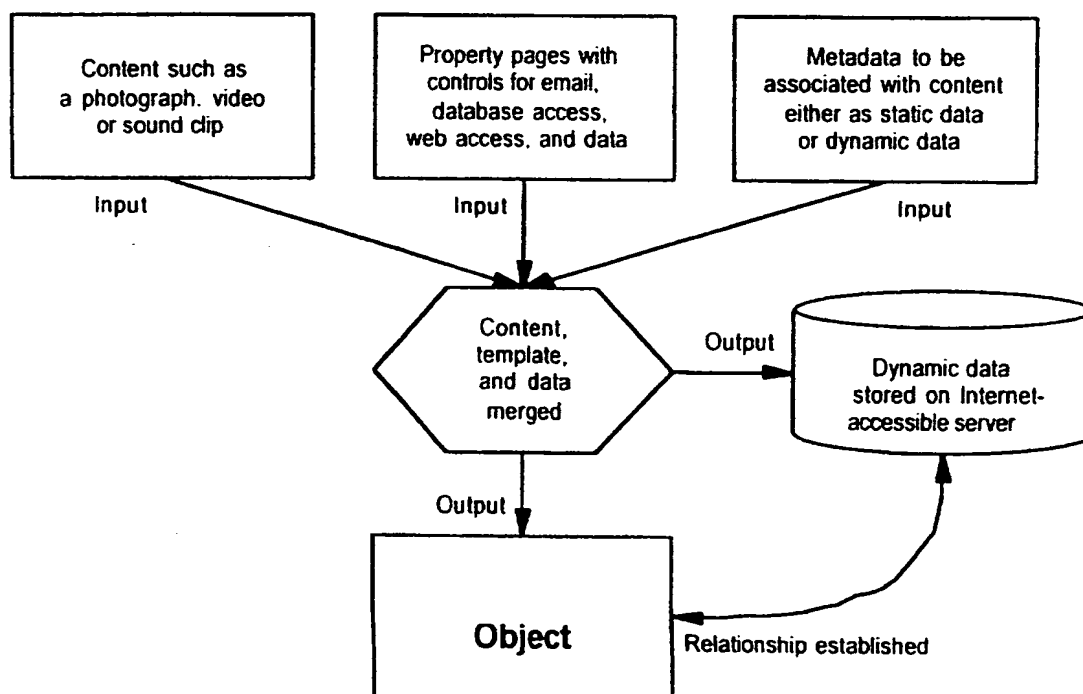 Content such as
a photograph. video
or sound clip
Property pages with
controls for email,
database access,
web access, and data
Metadata to be
associated with content
either as static data
or dynamic data
Input
Input
Input
Content,
template,
and data
merged
Output
Dynamic data
stored on Internet-
accessible server
Output
Object
Relationship established